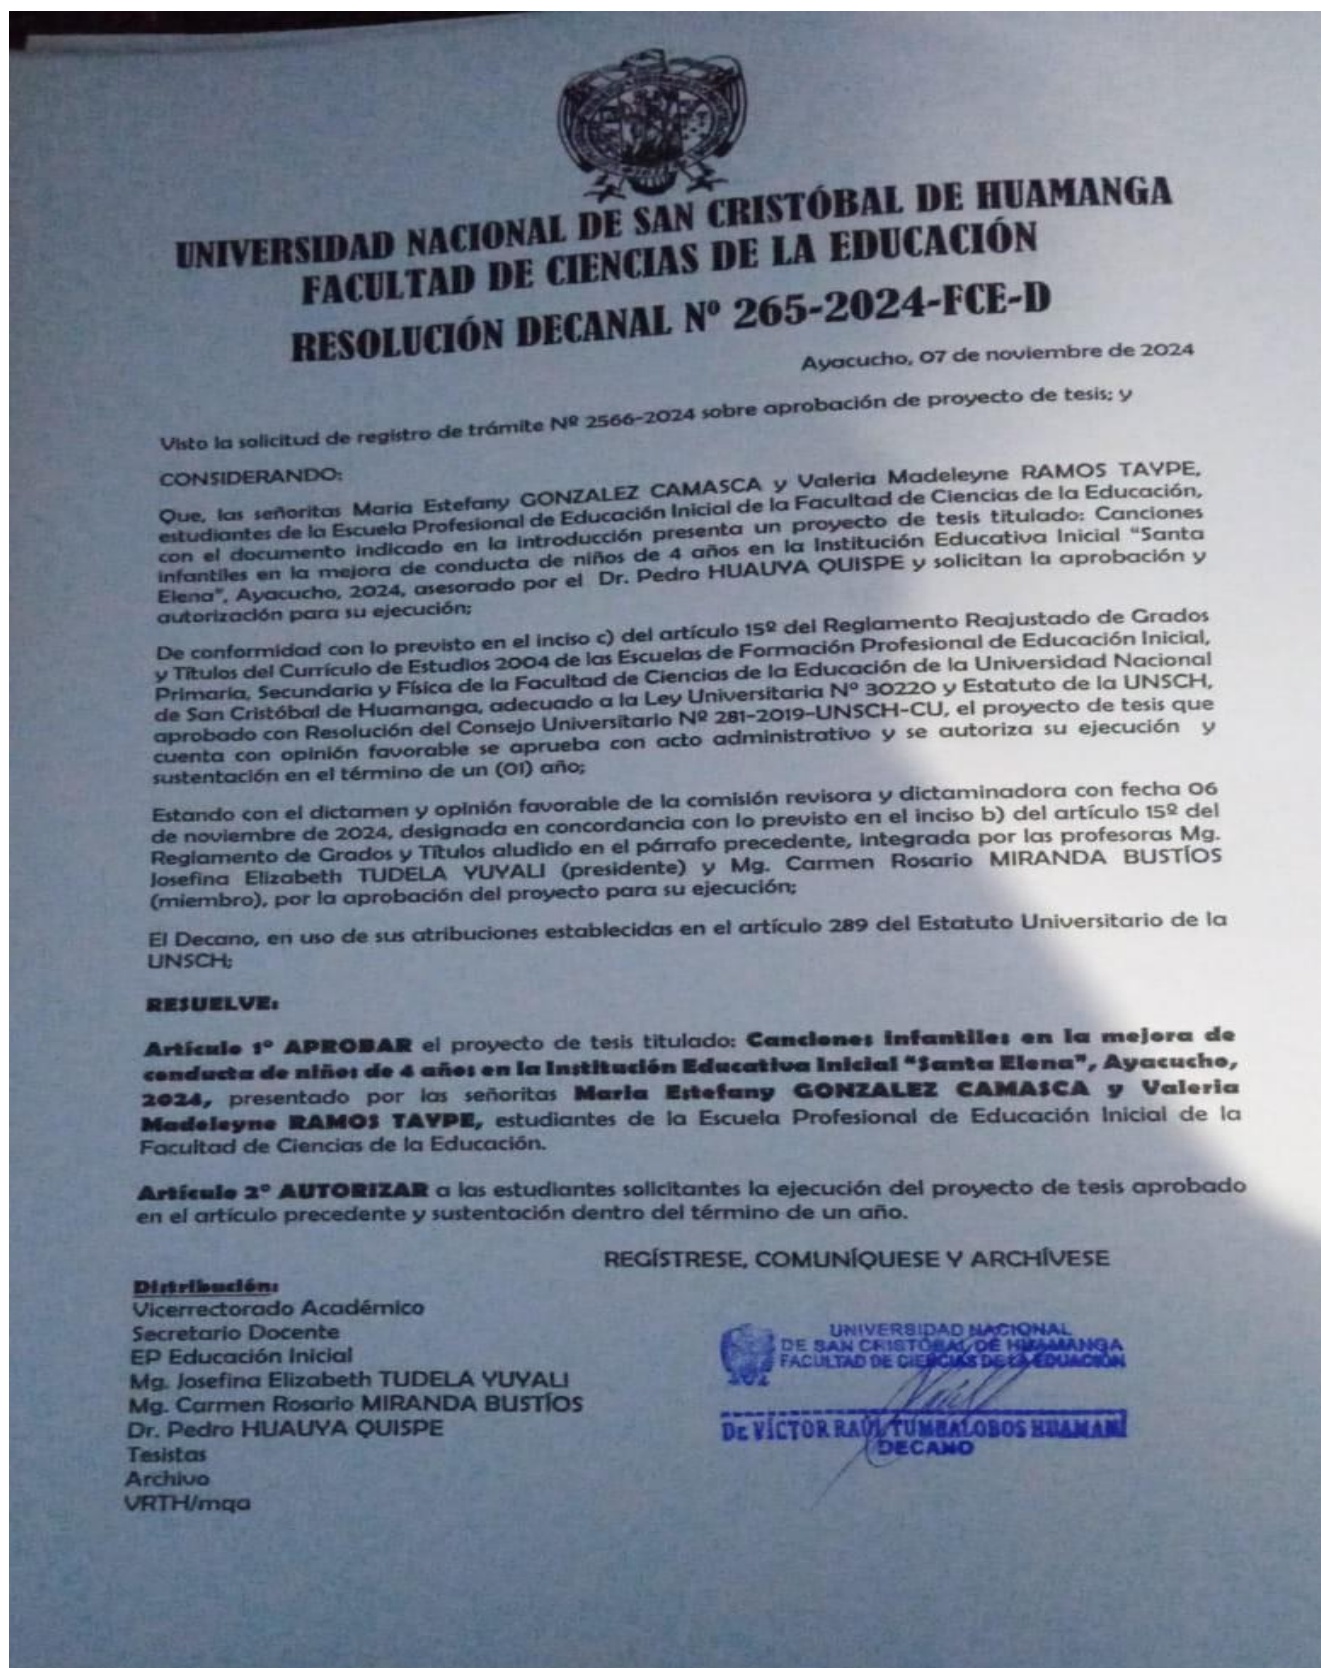 UNIVERSIDAD NACIONAL DE SAN CRISTÓBAL DE HUAMANGA
FACULTAD DE CIENCIAS DE LA EDUCACIÓN
RESOLUCIÓN DECANAL Nº 265-2024-FCE-D
Ayacucho, 07 de noviembre de 2024
Visto la solicitud de registro de trámite Nº 2566-2024 sobre aprobación de proyecto de tesis; y
CONSIDERANDO:
Que, las señoritas Maria Estefany GONZALEZ CAMASCA y Valeria Madeleyne RAMOS TAYPE,
estudiantes de la Escuela Profesional de Educación Inicial de la Facultad de Ciencias de la Educación,
con el documento indicado en la introducción presenta un proyecto de tesis titulado: Canciones
infantiles en la mejora de conducta de niños de 4 años en la Institución Educativa Inicial "Santa
Elena", Ayacucho, 2024, asesorado por el Dr. Pedro HUAUYA QUISPE y solicitan la aprobación y
autorización para su ejecución;
De conformidad con lo previsto en el inciso c) del artículo 15º del Reglamento Reajustado de Grados
y Títulos del Currículo de Estudios 2004 de las Escuelas de Formación Profesional de Educación Inicial,
Primaria, Secundaria y Física de la Facultad de Ciencias de la Educación de la Universidad Nacional
de San Cristóbal de Huamanga, adecuado a la Ley Universitaria Nº 30220 y Estatuto de la UNSCH,
aprobado con Resolución del Consejo Universitario Nº 281-2019-UNSCH-CU, el proyecto de tesis que
cuenta con opinión favorable se aprueba con acto administrativo y se autoriza su ejecución y
sustentación en el término de un (01) año;
Estando con el dictamen y opinión favorable de la comisión revisora y dictaminadora con fecha 06
de noviembre de 2024, designada en concordancia con lo previsto en el inciso b) del artículo 15º del
Reglamento de Grados y Títulos aludido en el párrafo precedente, integrada por las profesoras Mg.
Josefina Elizabeth TUDELA YUYALI (presidente) y Mg. Carmen Rosario MIRANDA BUSTÍOS
(miembro), por la aprobación del proyecto para su ejecución;
El Decano, en uso de sus atribuciones establecidas en el artículo 289 del Estatuto Universitario de la
UNSCH;
RESUELVE:
Artículo 1º APROBAR el proyecto de tesis titulado: Canciones infantiles en la mejora de
conducta de niños de 4 años en la Institución Educativa Inicial "Santa Elena", Ayacucho,
2024, presentado por las señoritas Maria Estefany GONZALEZ CAMASCA y Valeria
Madeleyne RAMOS TAYPE, estudiantes de la Escuela Profesional de Educación Inicial de la
Facultad de Ciencias de la Educación.
Artículo 2º AUTORIZAR a las estudiantes solicitantes la ejecución del proyecto de tesis aprobado
en el artículo precedente y sustentación dentro del término de un año.
REGÍSTRESE, COMUNÍQUESE Y ARCHÍVESE
Distribución:
Vicerrectorado Académico
Secretario Docente
EP Educación Inicial
Mg. Josefina Elizabeth TUDELA YUYALI
Mg. Carmen Rosario MIRANDA BUSTÍOS
Dr. Pedro HUAUYA QUISPE
Tesistas
Archivo
VRTH/mqa
UNIVERSIDAD NACIONAL
DE SAN CRISTOBAL DE HUAMANGA
FACULTAD DE CIENCIAS DE LA EDUACIÓN
Dr VÍCTOR RAÚL TUMBALOBOS HUAMANI
DECANO